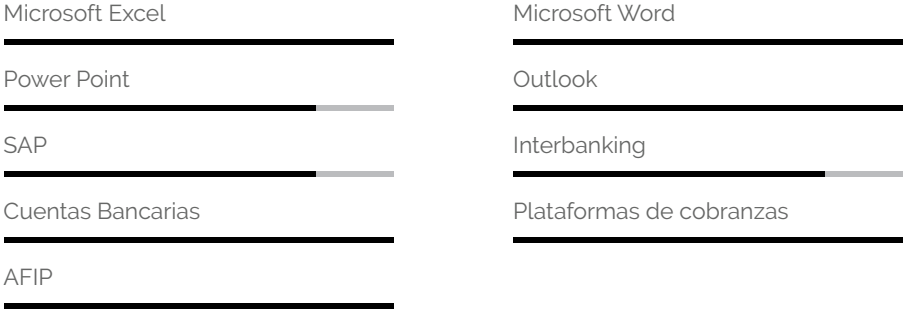 Microsoft Excel
Microsoft Word
Power Point
Outlook
SAP
Interbanking
Cuentas Bancarias
Plataformas de cobranzas
AFIP